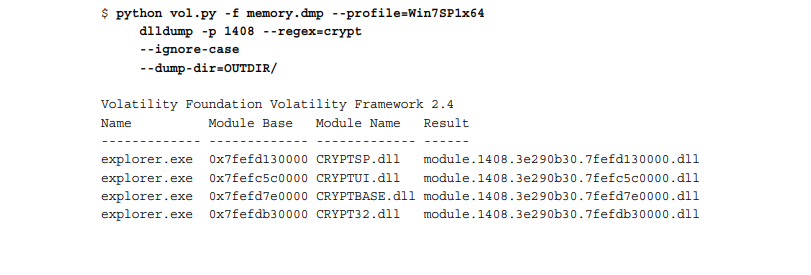 $ python vol.py -f memory.dmp --profile=Win7SP1x64
dlldump -p 1408 --regex=crypt
--ignore-case
--dump-dir=OUTDIR/
Volatility Foundation Volatility Framework 2.4
Name Module Base Module Name Result
------------- ------------- ------------- ------
explorer.exe 0x7fefd130000 CRYPTSP.dll module.1408.3e290b30.7fefd130000.dll
explorer.exe 0x7fefc5c0000 CRYPTUI.dll module.1408.3e290b30.7fefc5c0000.dll
explorer.exe 0x7fefd7e0000 CRYPTBASE.dll module.1408.3e290b30.7fefd7e0000.dll
explorer.exe 0x7fefdb30000 CRYPT32.dll module.1408.3e290b30.7fefdb30000.dll